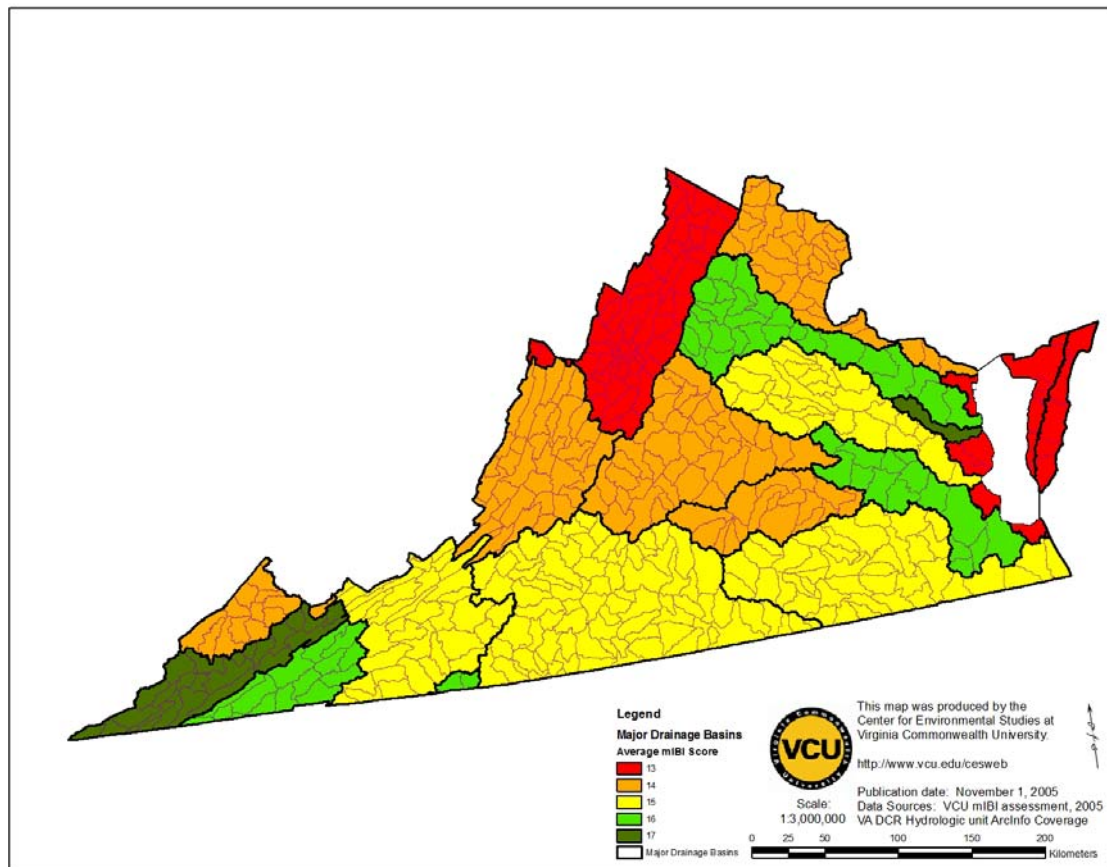 Legend
Major Drainage Basins
Average mIBI Score
13
14
15
16
17
Major Drainage Basins
Virginia Commonwealth
VCU
University
Scale:
1:3,000,000
This map was produced by the
Center for Environmental Studies at
Virginia Commonwealth University.
http://www.vcu.edu/cesweb
Publication date: November 1, 2005
Data Sources: VCU mIBI assessment, 2005
VA DCR Hydrologic unit ArcInfo Coverage
0 25 50 100 150 200
Kilometers